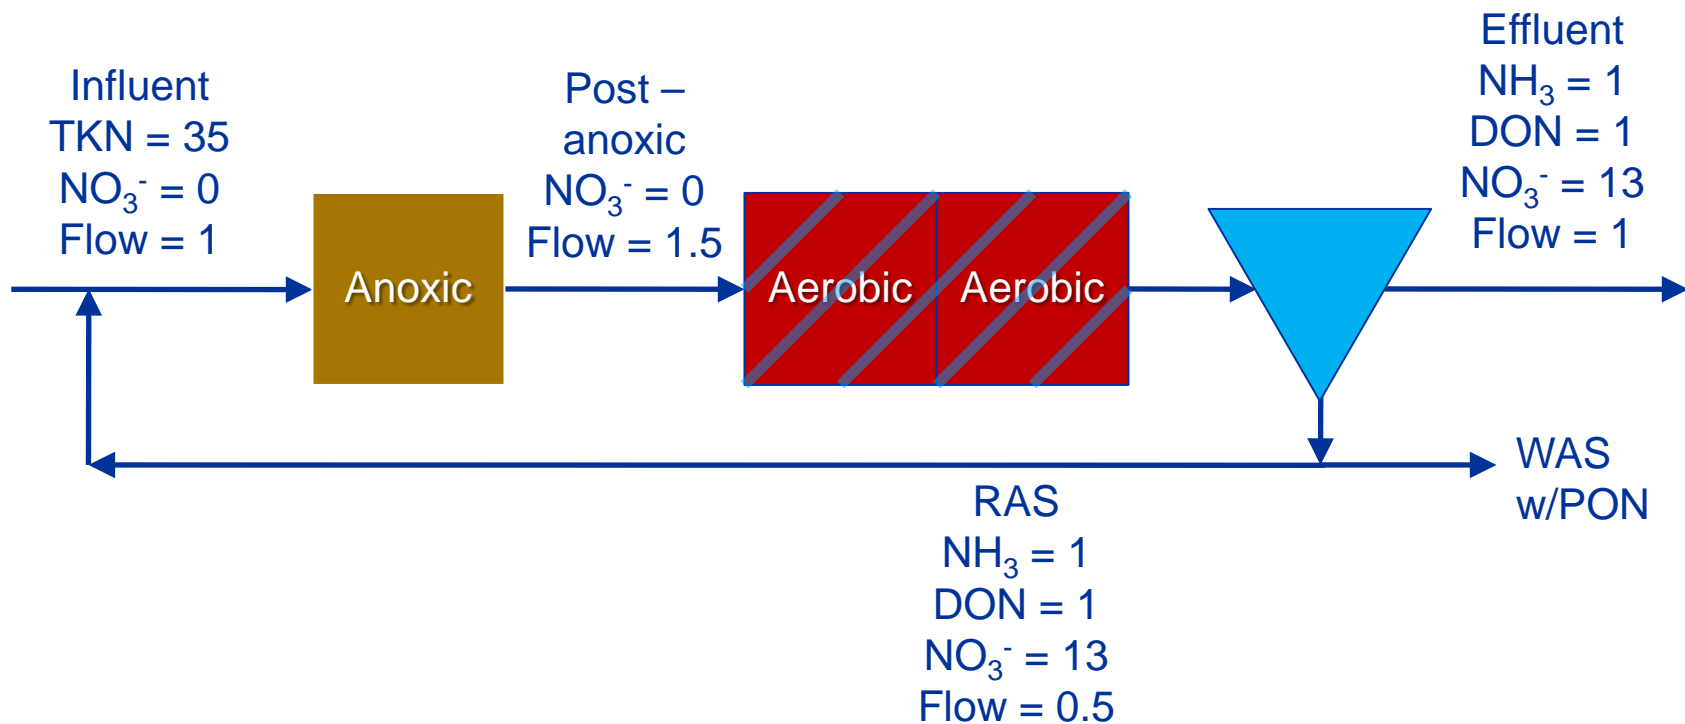 Influent
TKN = 35
NO₃⁻ = 0
Flow = 1
Post –
anoxic
NO₃⁻ = 0
Flow = 1.5
Effluent
NH₃ = 1
DON = 1
NO₃⁻ = 13
Flow = 1
Anoxic
Aerobic
Aerobic
WAS
w/PON
RAS
NH₃ = 1
DON = 1
NO₃⁻ = 13
Flow = 0.5